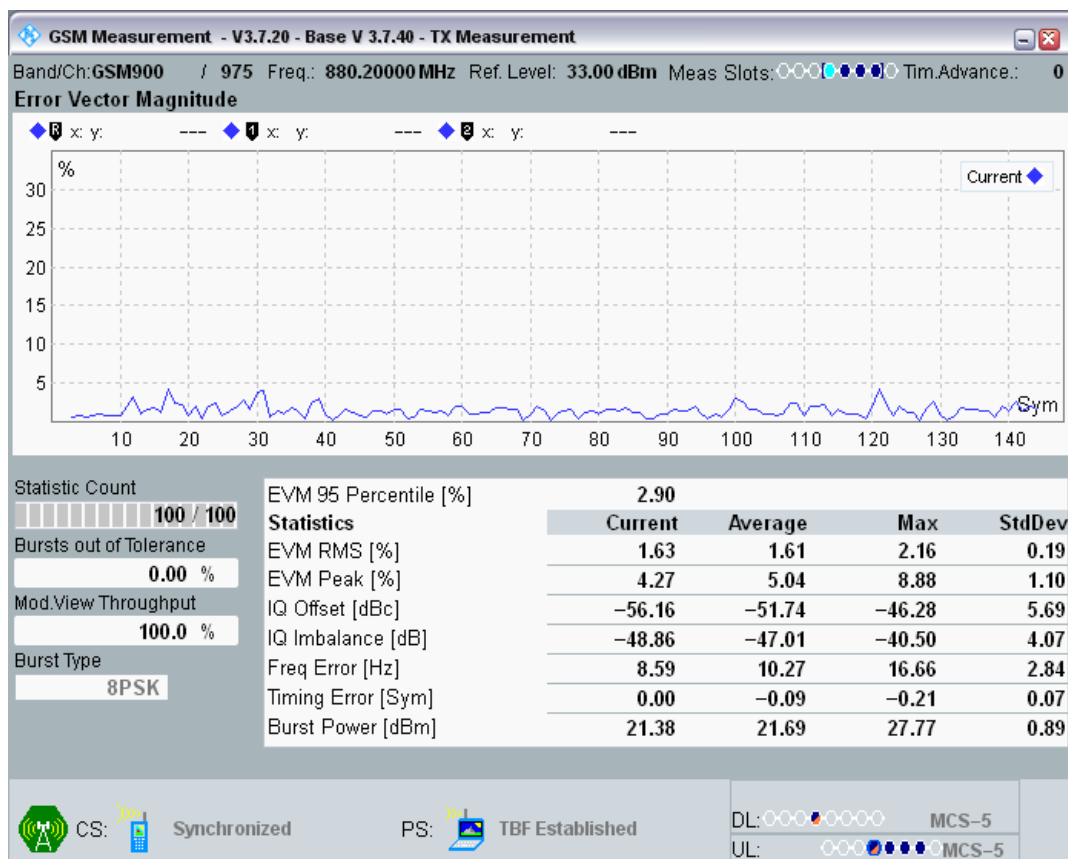 GSM Measurement - V3.7.20 - Base V 3.7.40 - TX Measurement
Band/Ch:GSM900 / 975 Freq.: 880.20000 MHz Ref. Level: 33.00 dBm Meas Slots: Tim.Advance.: 0
Error Vector Magnitude
R x: y: --- 1 x: y: --- 2 x: y: ---
%
Current
30
25
20
15
10
5
Sym
10 20 30 40 50 60 70 80 90 100 110 120 130 140
Statistic Count
100 / 100
Bursts out of Tolerance
0.00 %
Mod.View Throughput
100.0 %
Burst Type
8PSK
EVM 95 Percentile [%] 2.90
Statistics Current Average Max StdDev
EVM RMS [%] 1.63 1.61 2.16 0.19
EVM Peak [%] 4.27 5.04 8.88 1.10
IQ Offset [dBc] −56.16 −51.74 −46.28 5.69
IQ Imbalance [dB] −48.86 −47.01 −40.50 4.07
Freq Error [Hz] 8.59 10.27 16.66 2.84
Timing Error [Sym] 0.00 −0.09 −0.21 0.07
Burst Power [dBm] 21.38 21.69 27.77 0.89
CS: Synchronized PS: TBF Established
DL: MCS−5
UL: MCS−5